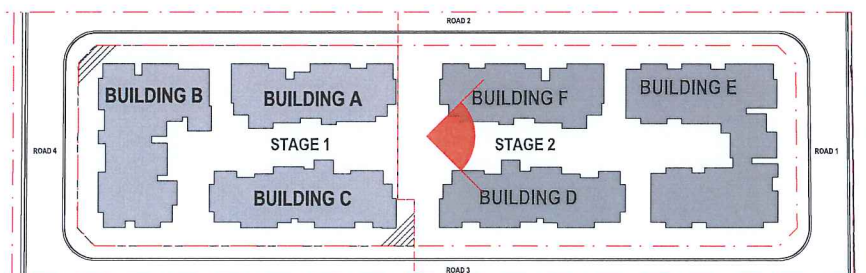 ROAD 2
BUILDING B
BUILDING A
BUILDING F
BUILDING E
ROAD 4
STAGE 1
STAGE 2
ROAD 1
BUILDING C
BUILDING D
ROAD 3